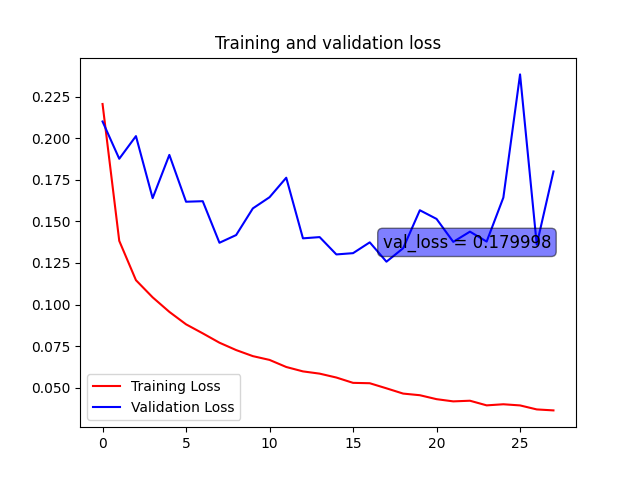 Training and validation loss
0.225
0.200
0.175
0.150
0.125
0.100
0.075
0.050
val_loss = 0.179998
Training Loss
Validation Loss
0 5 10 15 20 25